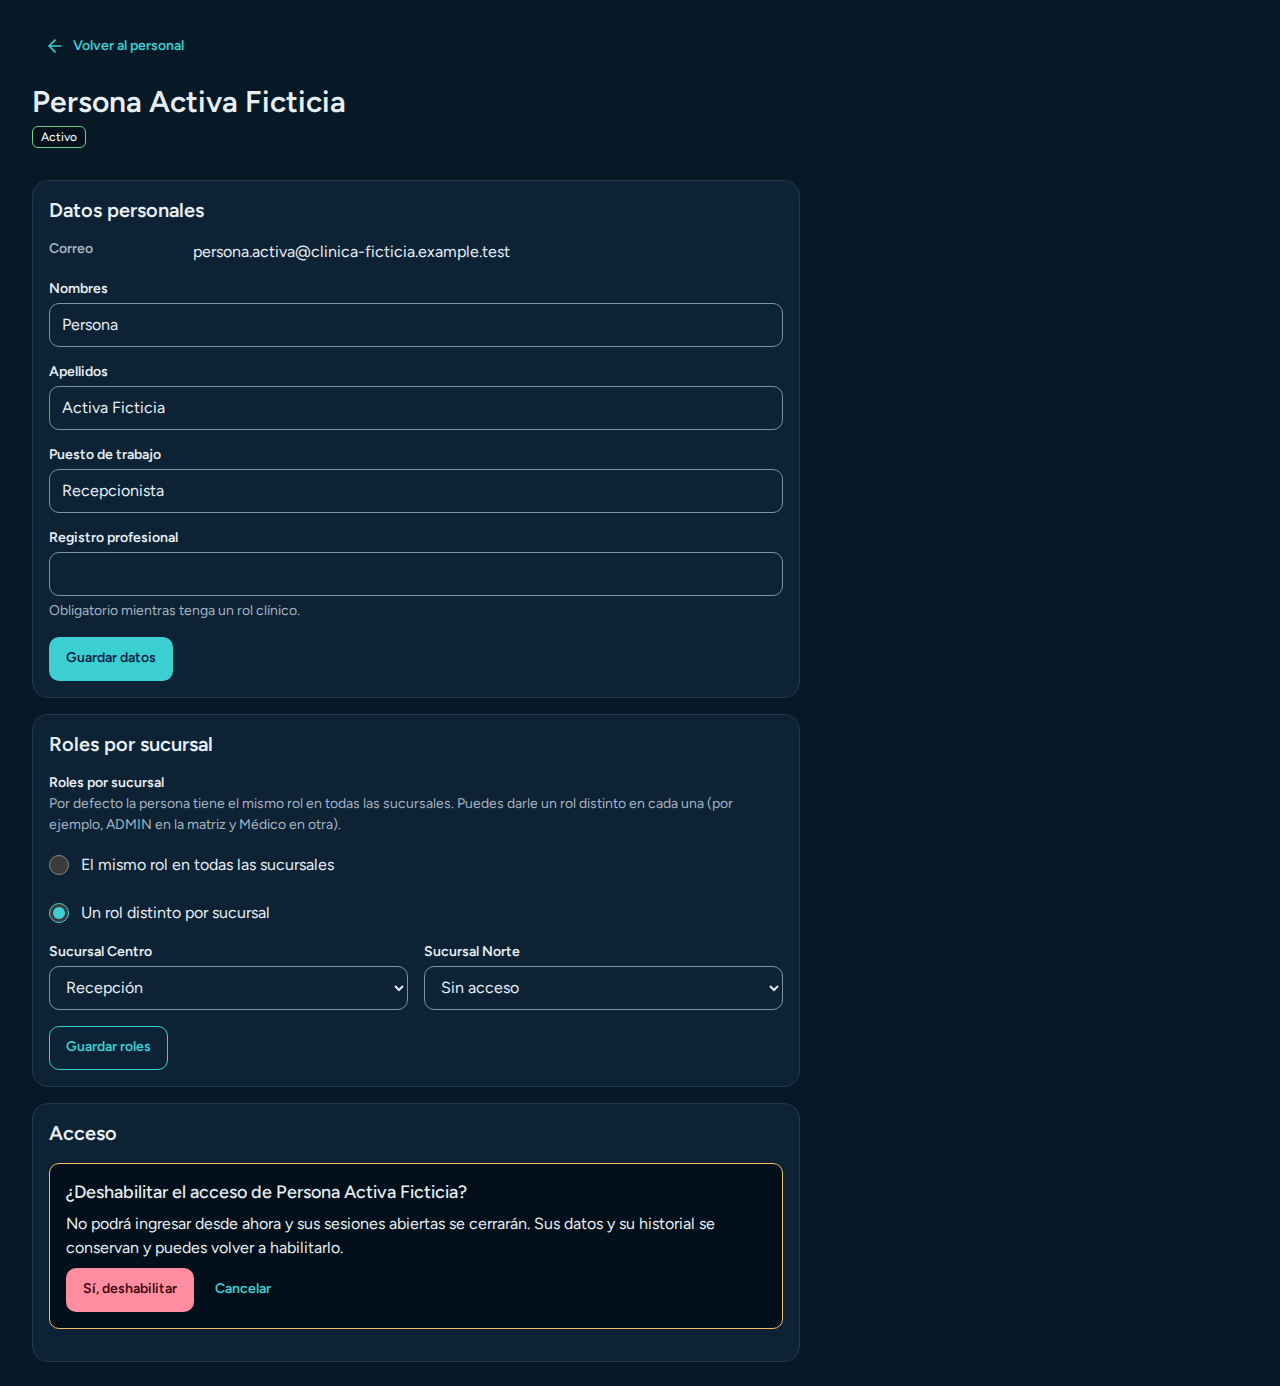 Volver al personal
Persona Activa Ficticia
Activo
Datos personales
Correo persona.activa@clinica-ficticia.example.test
Nombres
Persona
Apellidos
Activa Ficticia
Puesto de trabajo
Recepcionista
Registro profesional
Obligatorio mientras tenga un rol clínico.
Guardar datos
Roles por sucursal
Roles por sucursal
Por defecto la persona tiene el mismo rol en todas las sucursales. Puedes darle un rol distinto en cada una (por
ejemplo, ADMIN en la matriz y Médico en otra).
El mismo rol en todas las sucursales
Un rol distinto por sucursal
Sucursal Centro Sucursal Norte
Recepción Sin acceso
Guardar roles
Acceso
¿Deshabilitar el acceso de Persona Activa Ficticia?
No podrá ingresar desde ahora y sus sesiones abiertas se cerrarán. Sus datos y su historial se
conservan y puedes volver a habilitarlo.
Sí, deshabilitar Cancelar